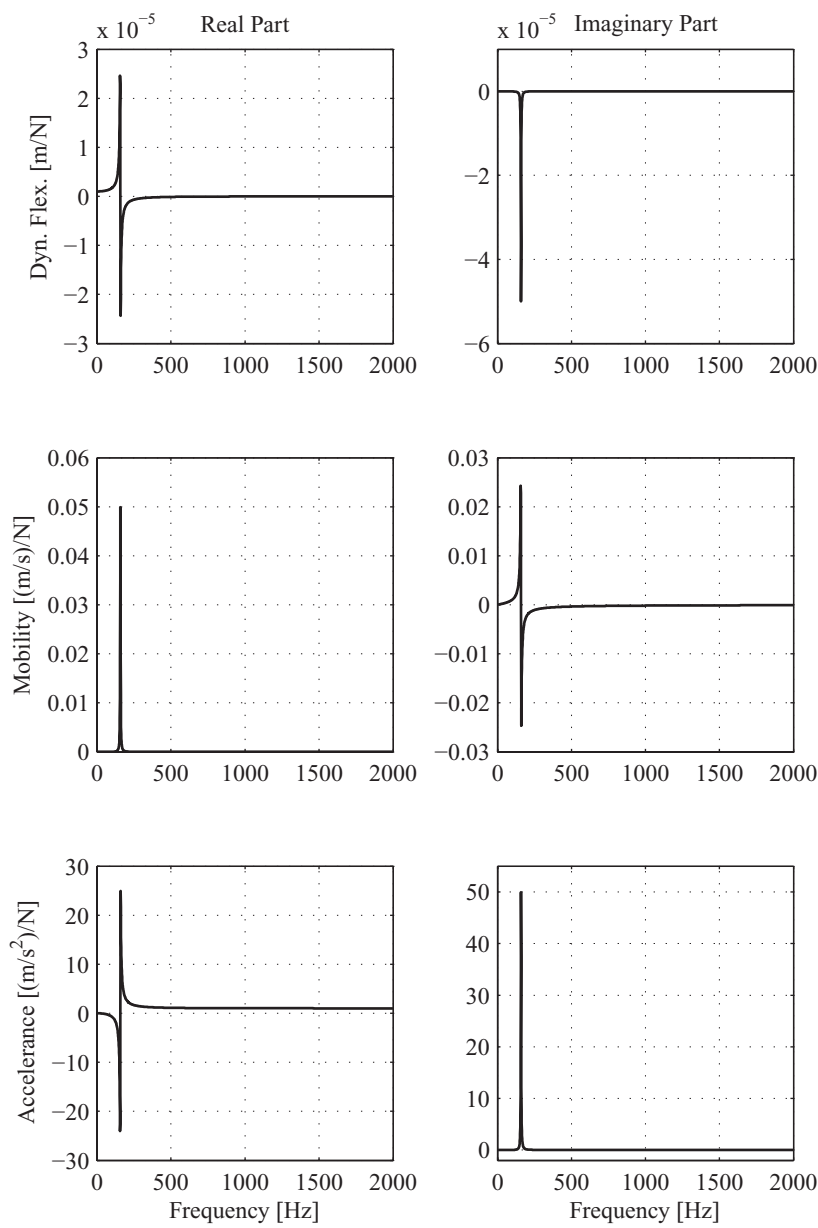 Real Part
Imaginary Part
x 10⁻⁵
3
2
1
0
−1
−2
−3
Dyn. Flex. [m/N]
0 500 1000 1500 2000
x 10⁻⁵
0
−2
−4
−6
0 500 1000 1500 2000
0.06
0.05
0.04
0.03
0.02
0.01
0
Mobility [(m/s)/N]
0 500 1000 1500 2000
0.03
0.02
0.01
0
−0.01
−0.02
−0.03
0 500 1000 1500 2000
30
20
10
0
−10
−20
−30
Accelerance [(m/s²)/N]
0 500 1000 1500 2000
Frequency [Hz]
50
40
30
20
10
0
0 500 1000 1500 2000
Frequency [Hz]